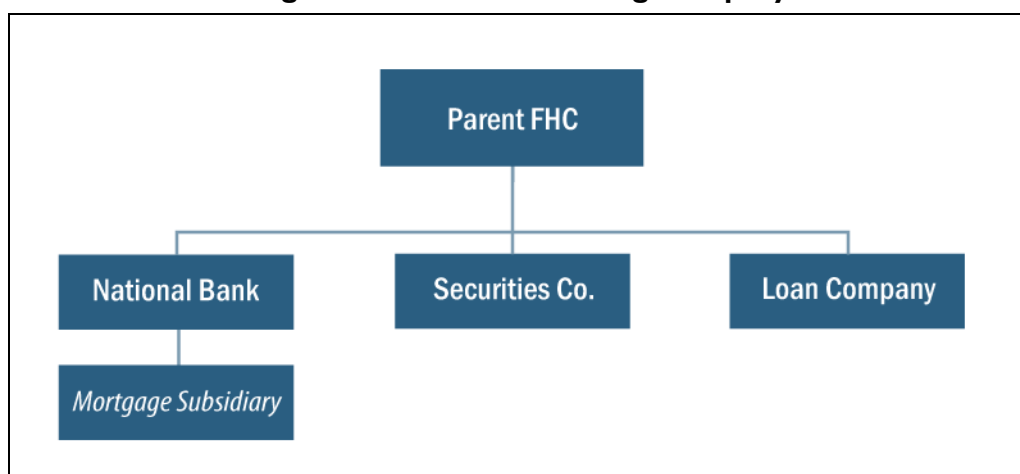 Parent FHC
National Bank
Securities Co.
Loan Company
Mortgage Subsidiary